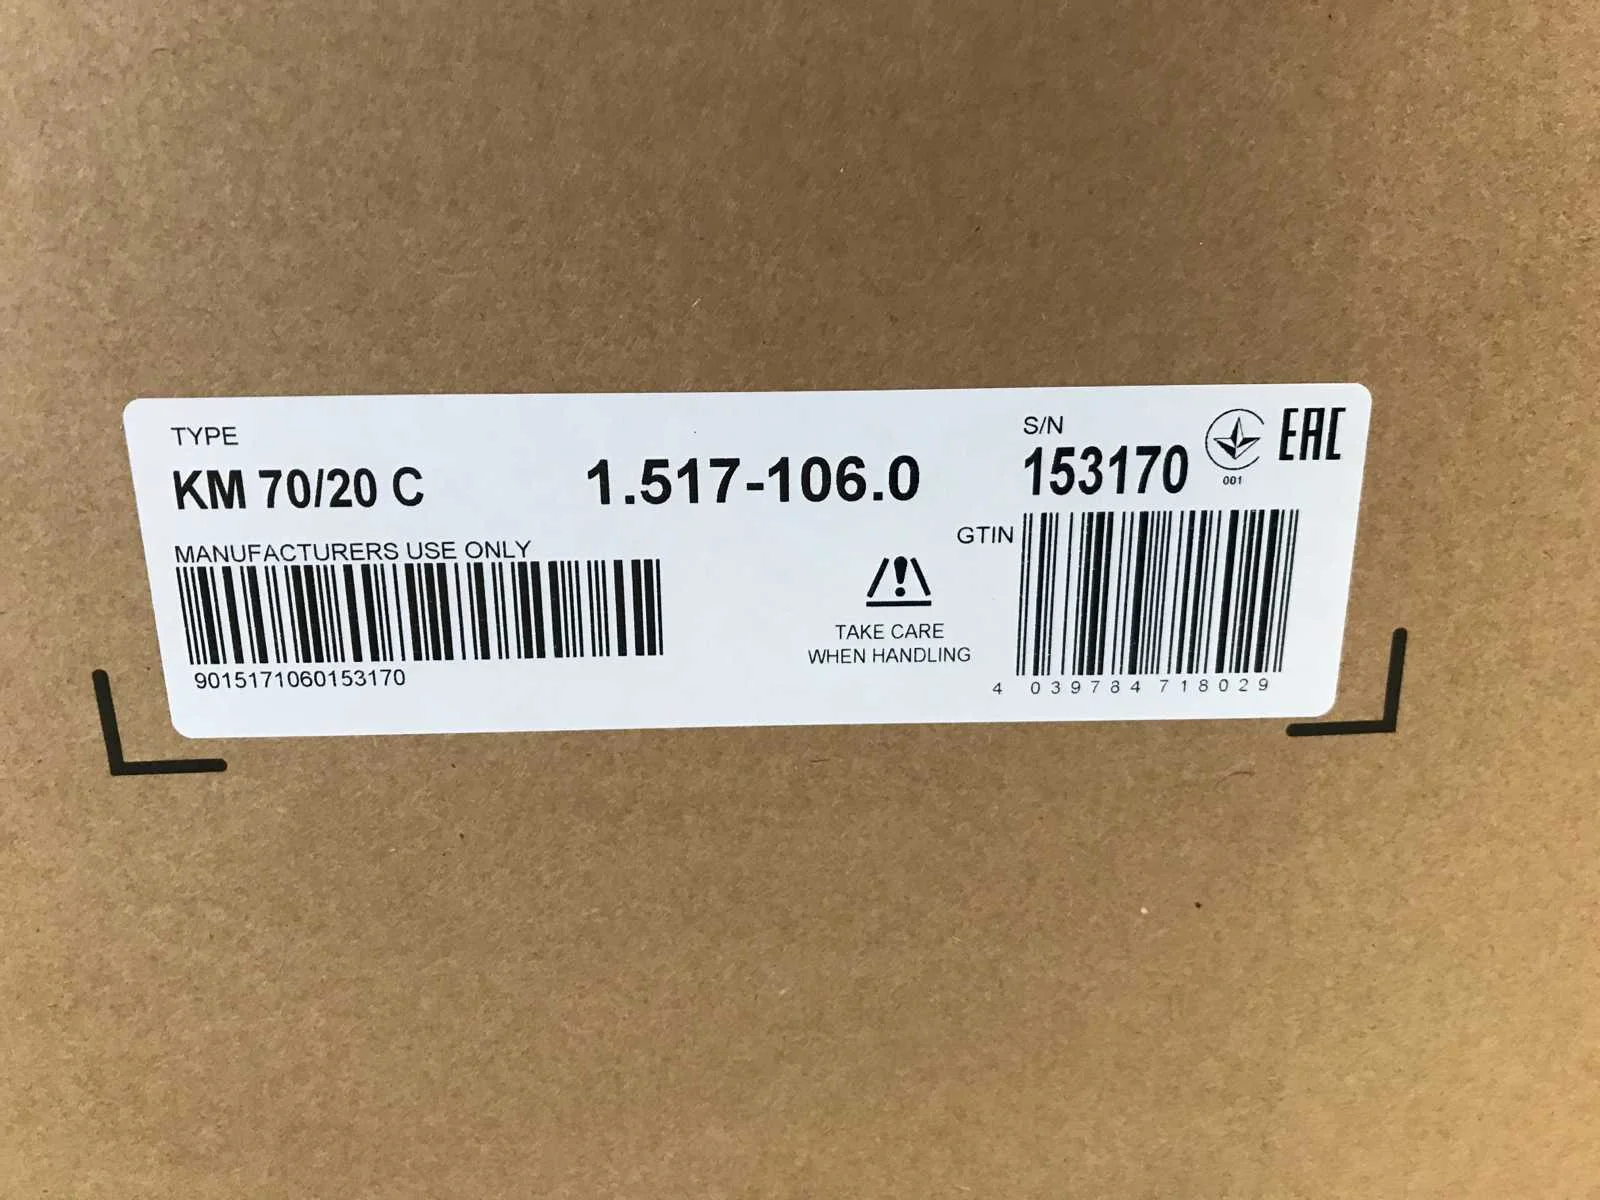 TYPE
KM 70/20 C
1.517-106.0
S/N
153170
001
EAC
MANUFACTURERS USE ONLY
9015171060153170
TAKE CARE
WHEN HANDLING
GTIN
4 039784 718029